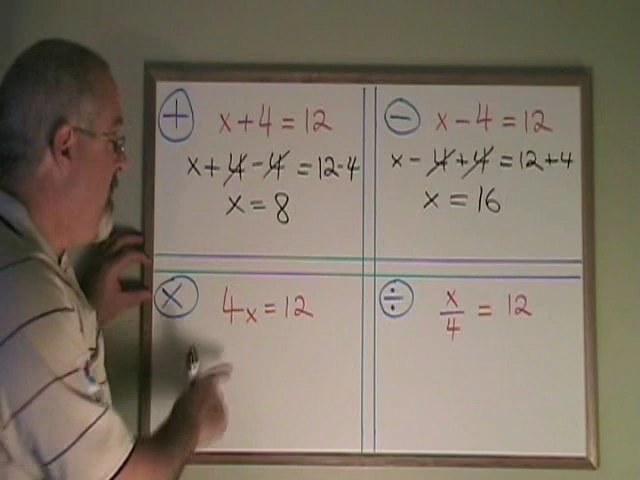 + x+4=12
x+4-4=12-4
x=8
− x-4=12
x-4+4=12+4
x=16
× 4x=12
÷ x/4=12